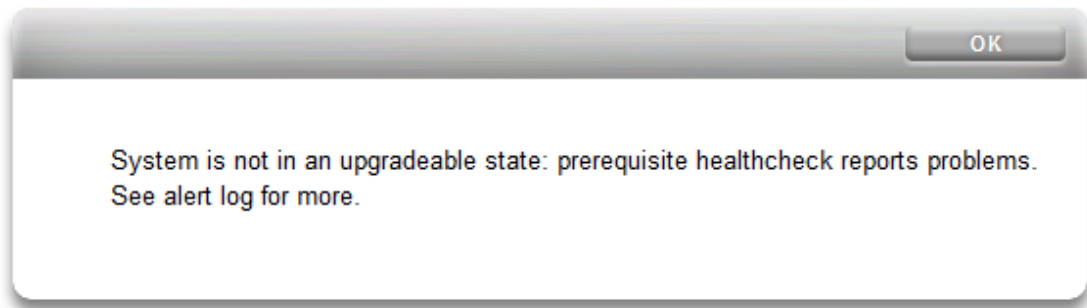 OK
System is not in an upgradeable state: prerequisite healthcheck reports problems.
See alert log for more.